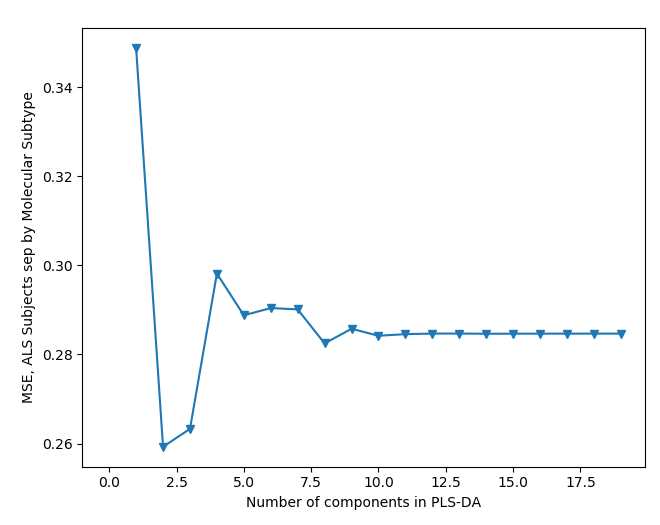 MSE, ALS Subjects sep by Molecular Subtype
0.34
0.32
0.30
0.28
0.26
0.0 2.5 5.0 7.5 10.0 12.5 15.0 17.5
Number of components in PLS-DA